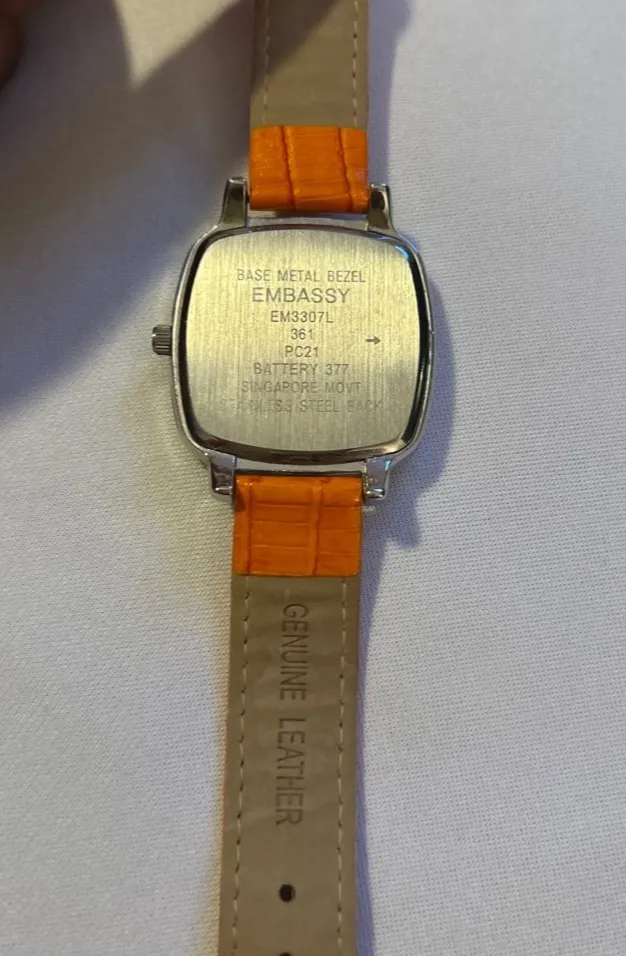 BASE METAL BEZEL
EMBASSY
EM3307L
361
→
PC21
BATTERY 377
SINGAPORE MOVT
STAINLESS STEEL BACK
GENUINE LEATHER